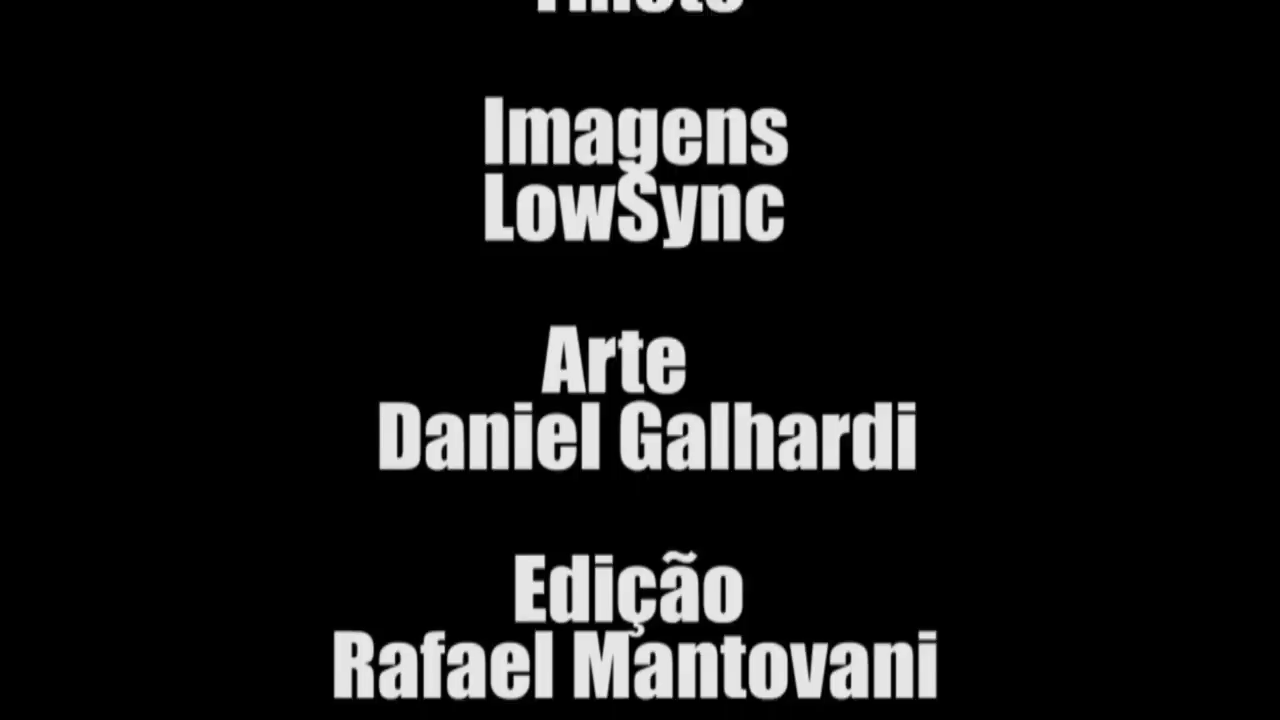 Imagens
LowSync
Arte
Daniel Galhardi
Edição
Rafael Mantovani